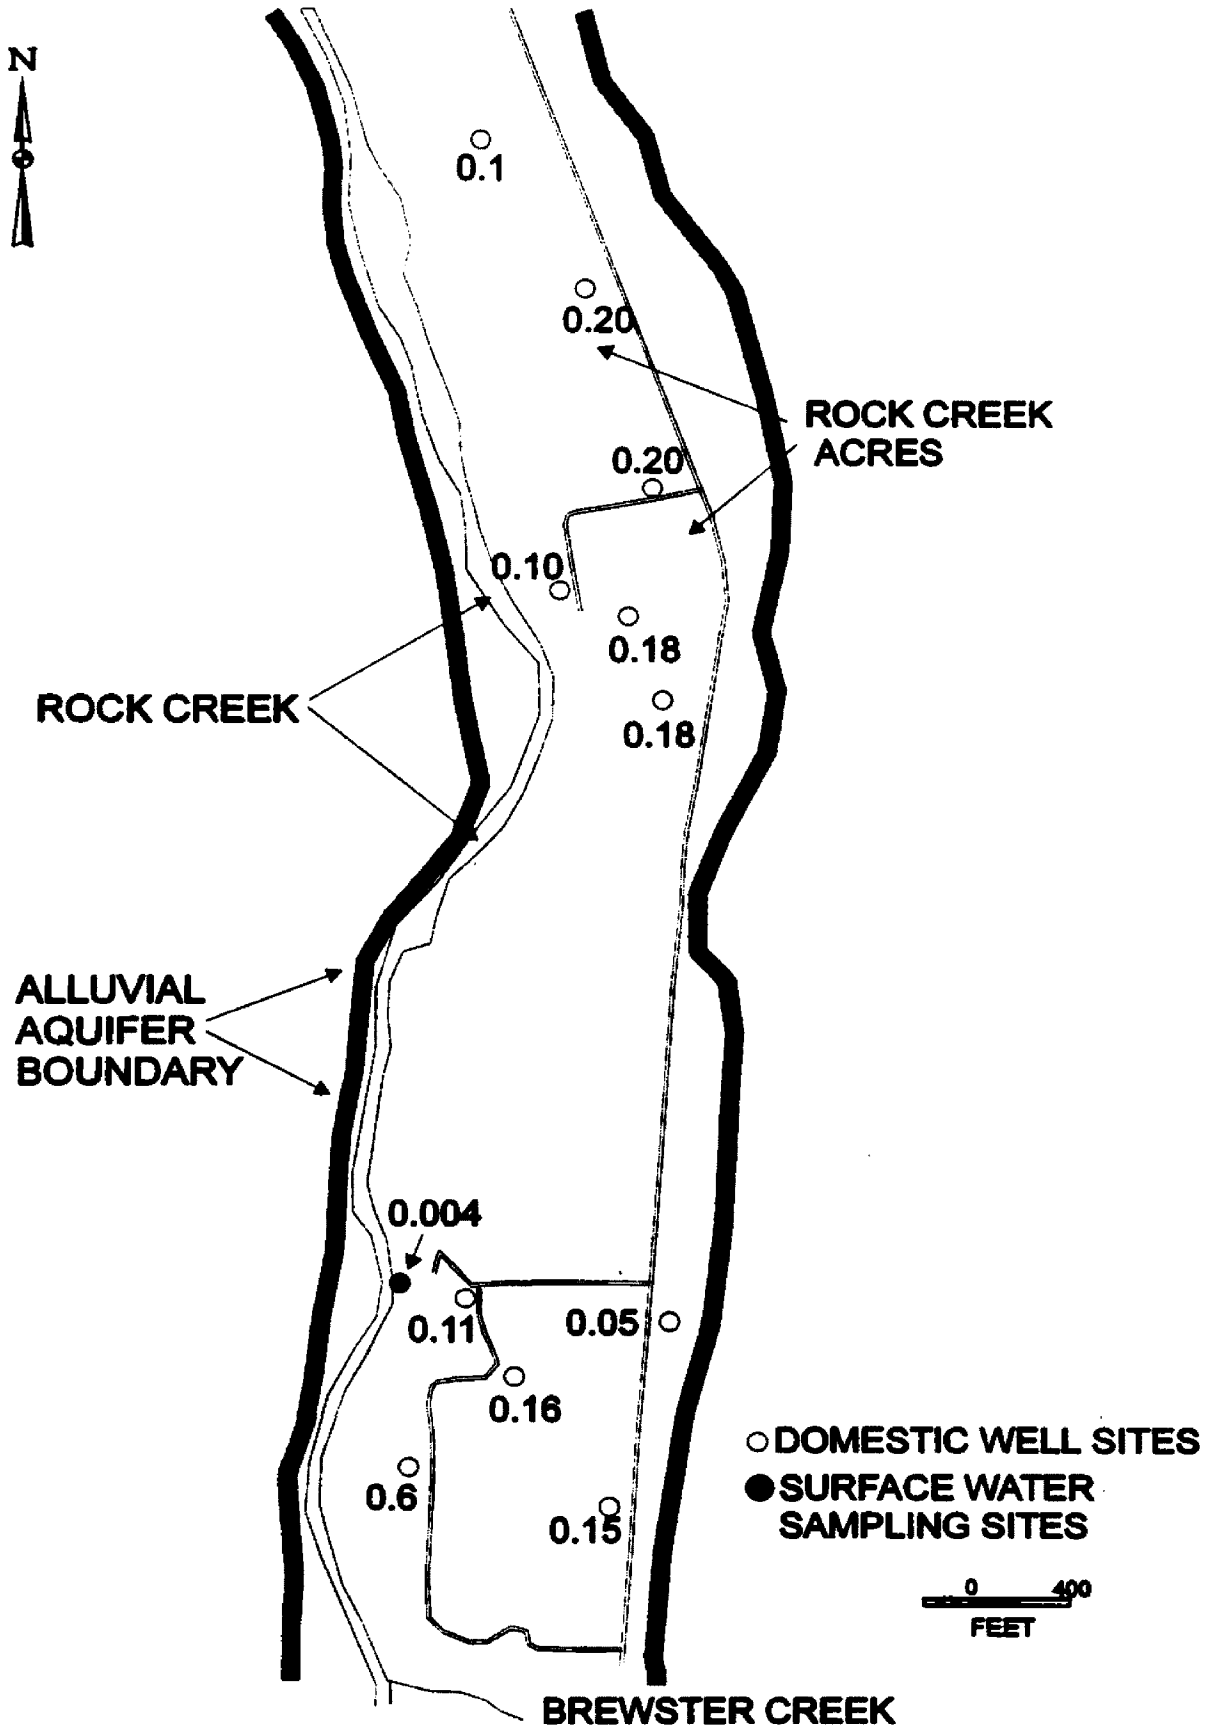 N
0.1
0.20
ROCK CREEK
ACRES
0.20
0.10
0.18
ROCK CREEK
0.18
ALLUVIAL
AQUIFER
BOUNDARY
0.004
0.11
0.05
0.16
DOMESTIC WELL SITES
0.6
SURFACE WATER
SAMPLING SITES
0.15
0 400
FEET
BREWSTER CREEK